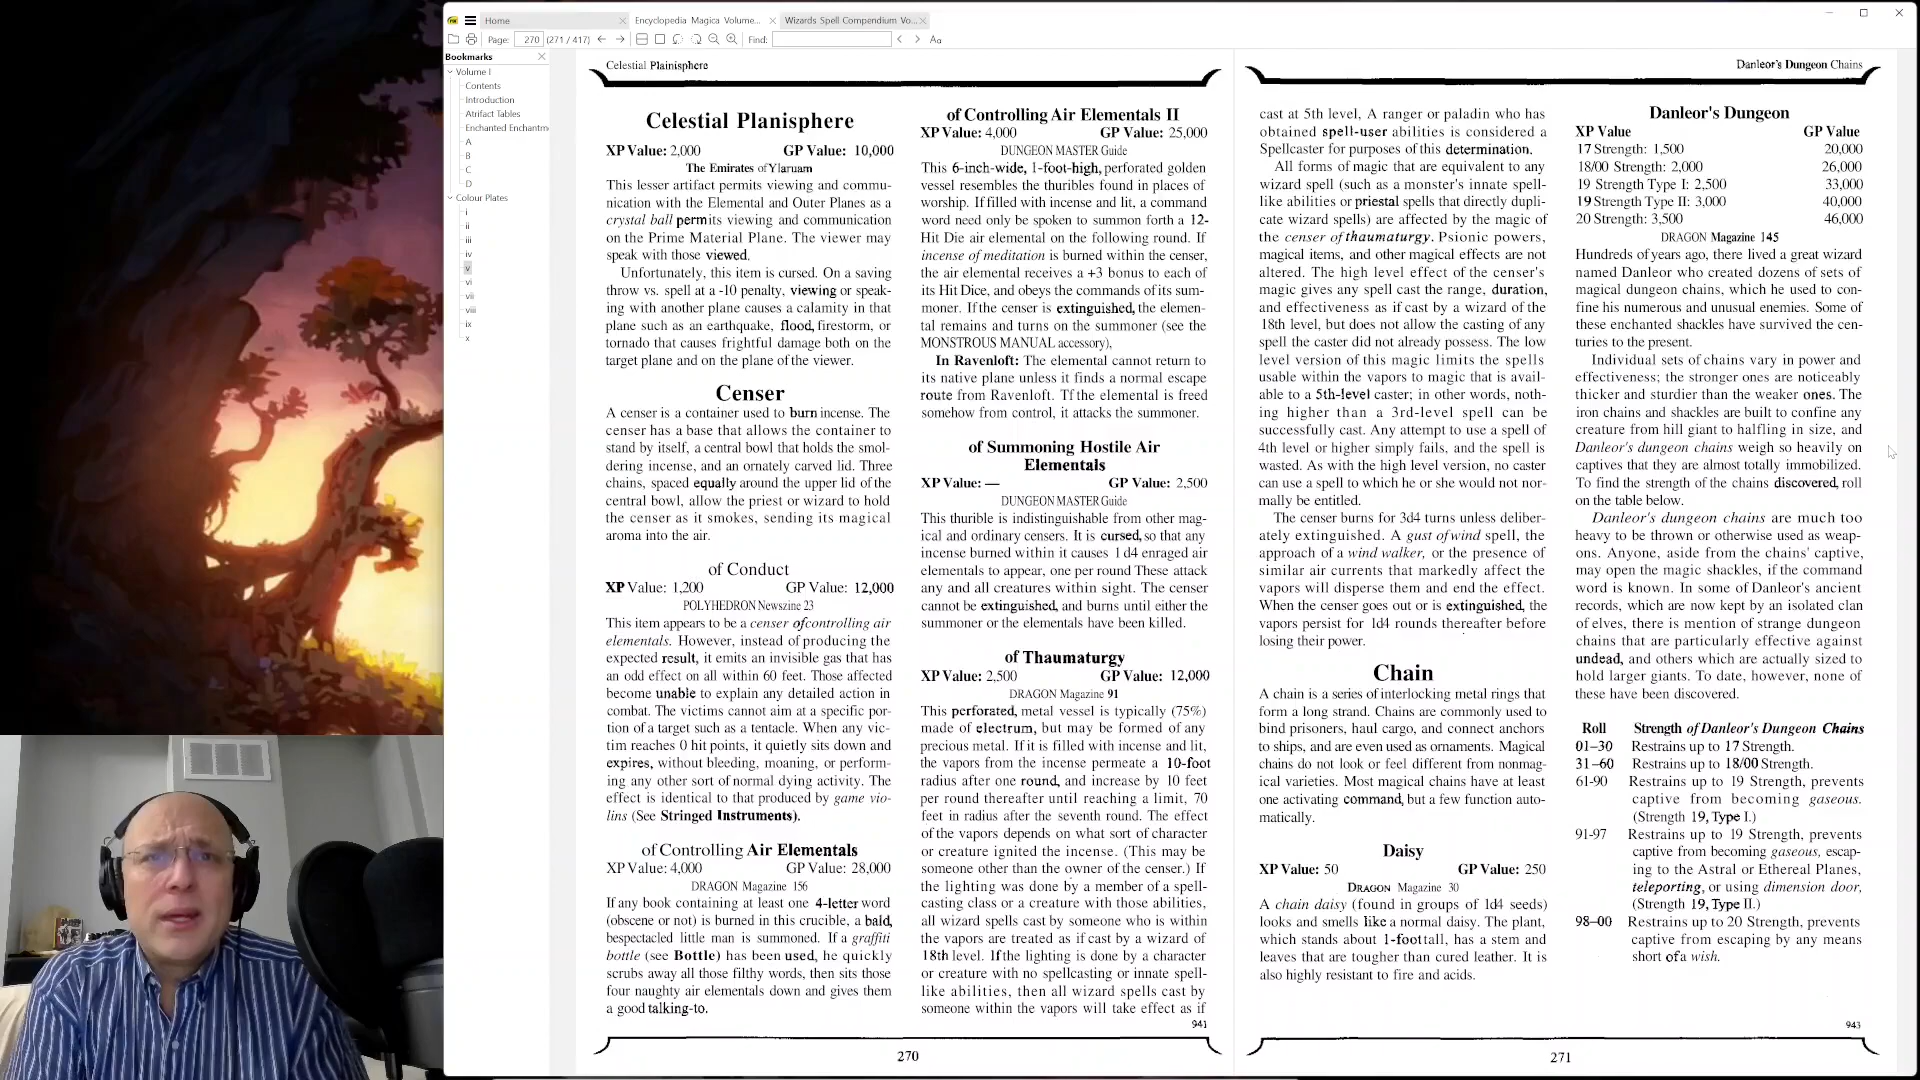 Home
Encyclopedia Magica Volume...
Wizards Spell Compendium Vo...
Page: 270 (271 / 417)
Find:
Aa
Bookmarks
Volume I
Contents
Introduction
Atrifact Tables
Enchanted Enchantm
A
B
C
D
Colour Plates
i
ii
iii
iv
v
vi
vii
viii
ix
x
Celestial Plainisphere
Celestial Planisphere
XP Value: 2,000 GP Value: 10,000
The Emirates of Ylaruam
This lesser artifact permits viewing and commu-
nication with the Elemental and Outer Planes as a
crystal ball permits viewing and communication
on the Prime Material Plane. The viewer may
speak with those viewed.
Unfortunately, this item is cursed. On a saving
throw vs. spell at a -10 penalty, viewing or speak-
ing with another plane causes a calamity in that
plane such as an earthquake, flood, firestorm, or
tornado that causes frightful damage both on the
target plane and on the plane of the viewer.
Censer
A censer is a container used to burn incense. The
censer has a base that allows the container to
stand by itself, a central bowl that holds the smol-
dering incense, and an ornately carved lid. Three
chains, spaced equally around the upper lid of the
central bowl, allow the priest or wizard to hold
the censer as it smokes, sending its magical
aroma into the air.
of Conduct
XP Value: 1,200 GP Value: 12,000
POLYHEDRON Newszine 23
This item appears to be a censer of controlling air
elementals. However, instead of producing the
expected result, it emits an invisible gas that has
an odd effect on all within 60 feet. Those affected
become unable to explain any detailed action in
combat. The victims cannot aim at a specific por-
tion of a target such as a tentacle. When any vic-
tim reaches 0 hit points, it quietly sits down and
expires, without bleeding, moaning, or perform-
ing any other sort of normal dying activity. The
effect is identical to that produced by game vio-
lins (See Stringed Instruments).
of Controlling Air Elementals
XP Value: 4,000 GP Value: 28,000
DRAGON Magazine 156
If any book containing at least one 4-letter word
(obscene or not) is burned in this crucible, a bald,
bespectacled little man is summoned. If a graffiti
bottle (see Bottle) has been used, he quickly
scrubs away all those filthy words, then sits those
four naughty air elementals down and gives them
a good talking-to.
of Controlling Air Elementals II
XP Value: 4,000 GP Value: 25,000
DUNGEON MASTER Guide
This 6-inch-wide, 1-foot-high, perforated golden
vessel resembles the thuribles found in places of
worship. If filled with incense and lit, a command
word need only be spoken to summon forth a 12-
Hit Die air elemental on the following round. If
incense of meditation is burned within the censer,
the air elemental receives a +3 bonus to each of
its Hit Dice, and obeys the commands of its sum-
moner. If the censer is extinguished, the elemen-
tal remains and turns on the summoner (see the
MONSTROUS MANUAL accessory),
In Ravenloft: The elemental cannot return to
its native plane unless it finds a normal escape
route from Ravenloft. Tf the elemental is freed
somehow from control, it attacks the summoner.
of Summoning Hostile Air
Elementals
XP Value: — GP Value: 2,500
DUNGEON MASTER Guide
This thurible is indistinguishable from other mag-
ical and ordinary censers. It is cursed, so that any
incense burned within it causes 1d4 enraged air
elementals to appear, one per round These attack
any and all creatures within sight. The censer
cannot be extinguished, and burns until either the
summoner or the elementals have been killed.
of Thaumaturgy
XP Value: 2,500 GP Value: 12,000
DRAGON Magazine 91
This perforated, metal vessel is typically (75%)
made of electrum, but may be formed of any
precious metal. If it is filled with incense and lit,
the vapors from the incense permeate a 10-foot
radius after one round, and increase by 10 feet
per round thereafter until reaching a limit, 70
feet in radius after the seventh round. The effect
of the vapors depends on what sort of character
or creature ignited the incense. (This may be
someone other than the owner of the censer.) If
the lighting was done by a member of a spell-
casting class or a creature with those abilities,
all wizard spells cast by someone who is within
the vapors are treated as if cast by a wizard of
18th level. If the lighting is done by a character
or creature with no spellcasting or innate spell-
like abilities, then all wizard spells cast by
someone within the vapors will take effect as if
941
270
Danleor's Dungeon Chains
cast at 5th level, A ranger or paladin who has
obtained spell-user abilities is considered a
Spellcaster for purposes of this determination.
All forms of magic that are equivalent to any
wizard spell (such as a monster's innate spell-
like abilities or priestal spells that directly dupli-
cate wizard spells) are affected by the magic of
the censer of thaumaturgy. Psionic powers,
magical items, and other magical effects are not
altered. The high level effect of the censer's
magic gives any spell cast the range, duration,
and effectiveness as if cast by a wizard of the
18th level, but does not allow the casting of any
spell the caster did not already possess. The low
level version of this magic limits the spells
usable within the vapors to magic that is avail-
able to a 5th-level caster; in other words, noth-
ing higher than a 3rd-level spell can be
successfully cast. Any attempt to use a spell of
4th level or higher simply fails, and the spell is
wasted. As with the high level version, no caster
can use a spell to which he or she would not nor-
mally be entitled.
The censer burns for 3d4 turns unless deliber-
ately extinguished. A gust of wind spell, the
approach of a wind walker, or the presence of
similar air currents that markedly affect the
vapors will disperse them and end the effect.
When the censer goes out or is extinguished, the
vapors persist for 1d4 rounds thereafter before
losing their power.
Chain
A chain is a series of interlocking metal rings that
form a long strand. Chains are commonly used to
bind prisoners, haul cargo, and connect anchors
to ships, and are even used as ornaments. Magical
chains do not look or feel different from nonmag-
ical varieties. Most magical chains have at least
one activating command, but a few function auto-
matically.
Daisy
XP Value: 50 GP Value: 250
DRAGON Magazine 30
A chain daisy (found in groups of 1d4 seeds)
looks and smells like a normal daisy. The plant,
which stands about 1-foot tall, has a stem and
leaves that are tougher than cured leather. It is
also highly resistant to fire and acids.
Danleor's Dungeon
XP Value GP Value
17 Strength: 1,500 20,000
18/00 Strength: 2,000 26,000
19 Strength Type I: 2,500 33,000
19 Strength Type II: 3,000 40,000
20 Strength: 3,500 46,000
DRAGON Magazine 145
Hundreds of years ago, there lived a great wizard
named Danleor who created dozens of sets of
magical dungeon chains, which he used to con-
fine his numerous and unusual enemies. Some of
these enchanted shackles have survived the cen-
turies to the present.
Individual sets of chains vary in power and
effectiveness; the stronger ones are noticeably
thicker and sturdier than the weaker ones. The
iron chains and shackles are built to confine any
creature from hill giant to halfling in size, and
Danleor's dungeon chains weigh so heavily on
captives that they are almost totally immobilized.
To find the strength of the chains discovered, roll
on the table below.
Danleor's dungeon chains are much too
heavy to be thrown or otherwise used as weap-
ons. Anyone, aside from the chains' captive,
may open the magic shackles, if the command
word is known. In some of Danleor's ancient
records, which are now kept by an isolated clan
of elves, there is mention of strange dungeon
chains that are particularly effective against
undead, and others which are actually sized to
hold larger giants. To date, however, none of
these have been discovered.
Roll Strength of Danleor's Dungeon Chains
01–30 Restrains up to 17 Strength.
31–60 Restrains up to 18/00 Strength.
61-90 Restrains up to 19 Strength, prevents
captive from becoming gaseous.
(Strength 19, Type I.)
91-97 Restrains up to 19 Strength, prevents
captive from becoming gaseous, escap-
ing to the Astral or Ethereal Planes,
teleporting, or using dimension door,
(Strength 19, Type II.)
98–00 Restrains up to 20 Strength, prevents
captive from escaping by any means
short of a wish.
943
271